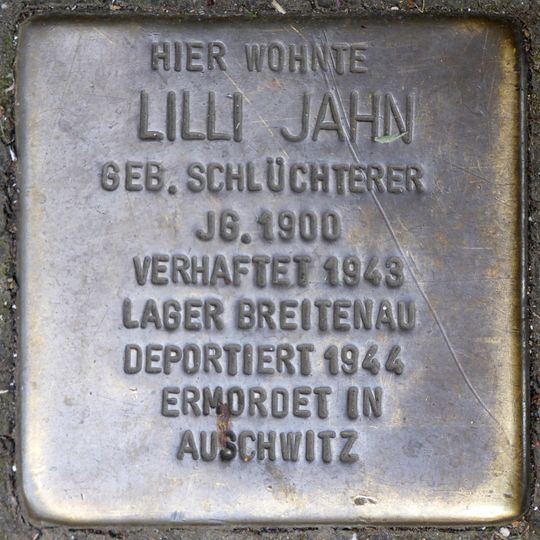 HIER WOHNTE
LILLI JAHN
GEB. SCHLÜCHTERER
JG. 1900
VERHAFTET 1943
LAGER BREITENAU
DEPORTIERT 1944
ERMORDET IN
AUSCHWITZ